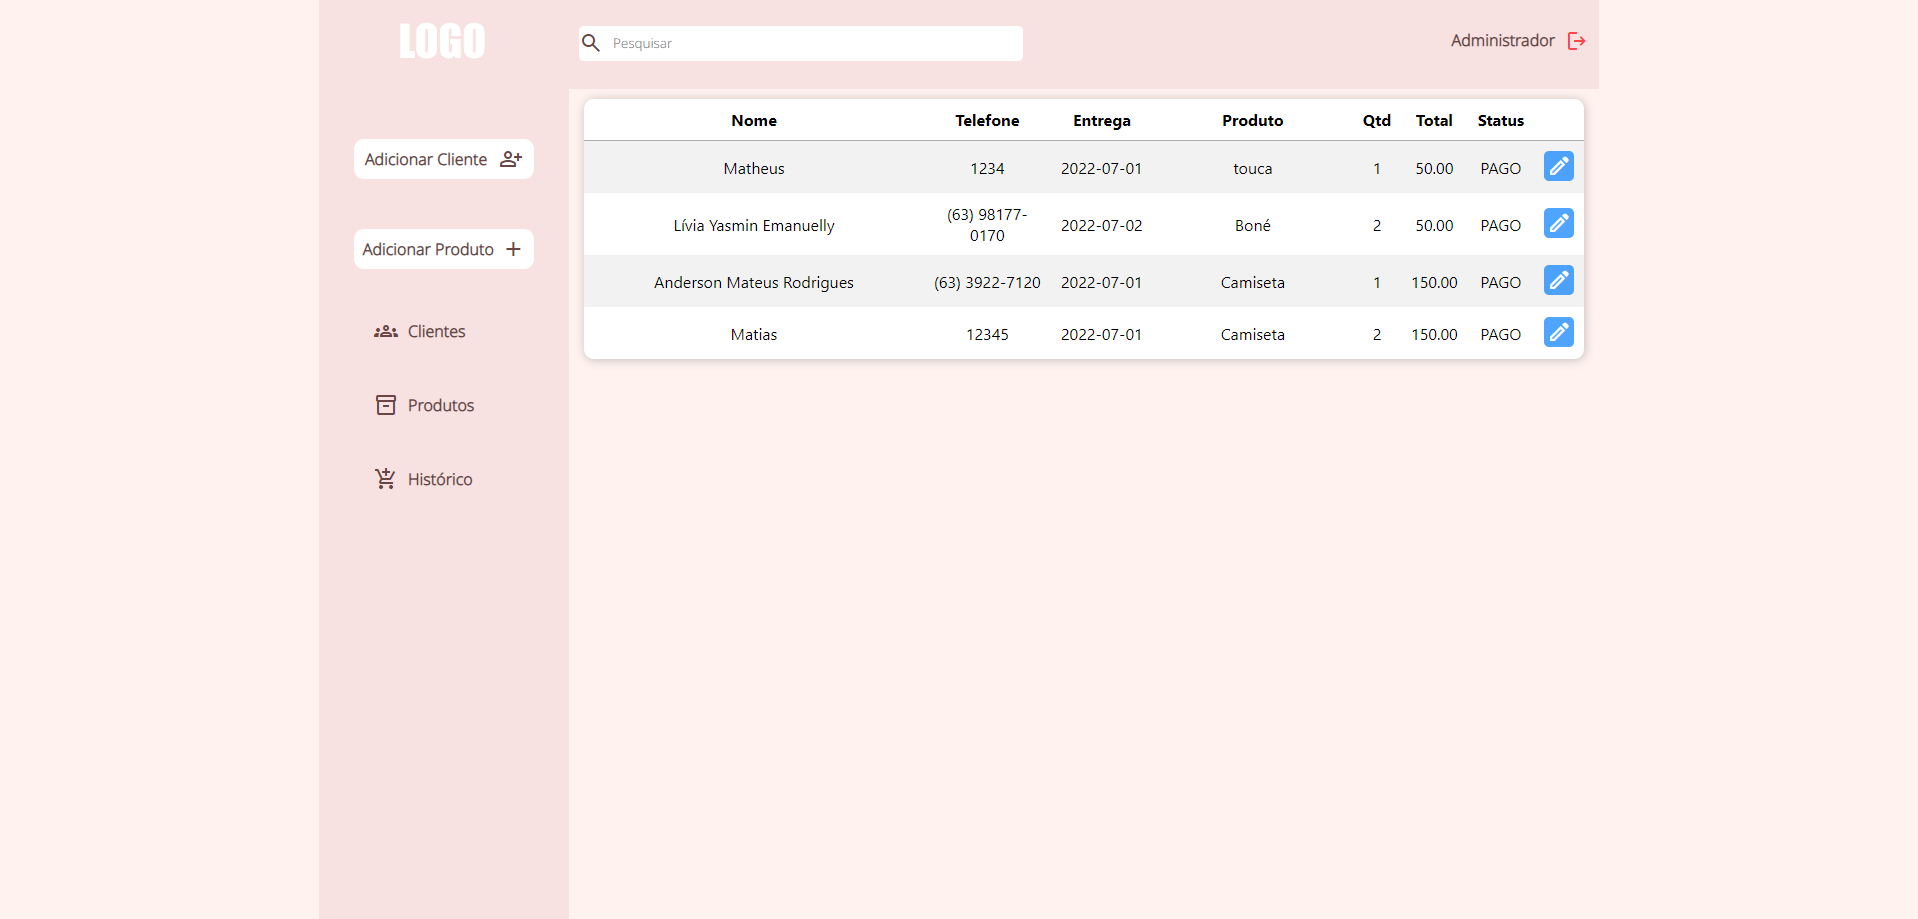 LOGO
Pesquisar
Administrador
Adicionar Cliente
Adicionar Produto
Clientes
Produtos
Histórico
Nome Telefone Entrega Produto Qtd Total Status
Matheus 1234 2022-07-01 touca 1 50.00 PAGO
Lívia Yasmin Emanuelly (63) 98177-
0170 2022-07-02 Boné 2 50.00 PAGO
Anderson Mateus Rodrigues (63) 3922-7120 2022-07-01 Camiseta 1 150.00 PAGO
Matias 12345 2022-07-01 Camiseta 2 150.00 PAGO